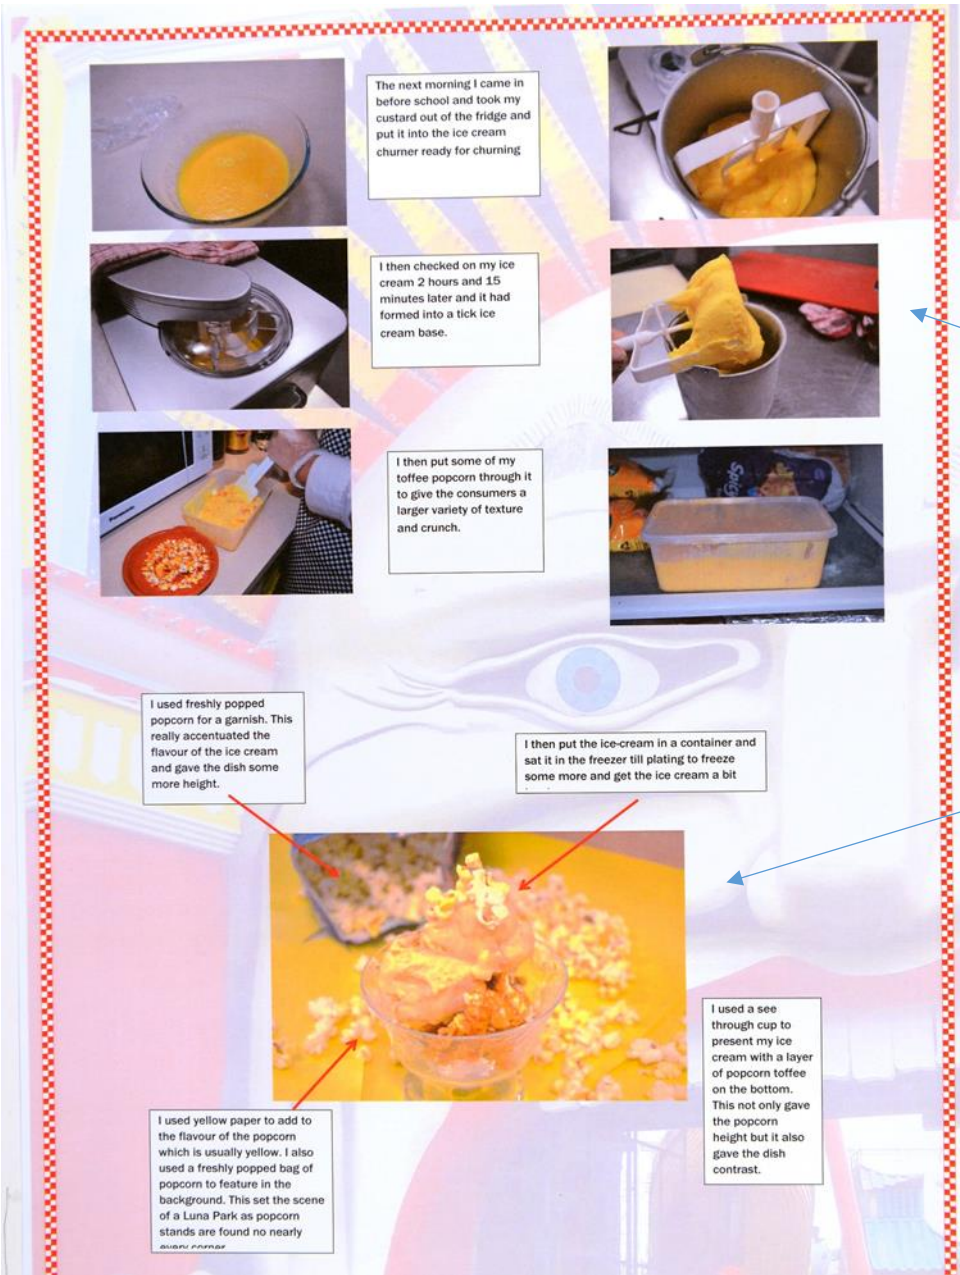 The next morning I came in
before school and took my
custard out of the fridge and
put it into the ice cream
churner ready for churning
I then checked on my ice
cream 2 hours and 15
minutes later and it had
formed into a tick ice
cream base.
I then put some of my
toffee popcorn through it
to give the consumers a
larger variety of texture
and crunch.
Panasonic
Spig
I used freshly popped
popcorn for a garnish. This
really accentuated the
flavour of the ice cream
and gave the dish some
more height.
I then put the ice-cream in a container and
sat it in the freezer till plating to freeze
some more and get the ice cream a bit
I used a see
through cup to
present my ice
cream with a layer
of popcorn toffee
on the bottom.
This not only gave
the popcorn
height but it also
gave the dish
contrast.
I used yellow paper to add to
the flavour of the popcorn
which is usually yellow. I also
used a freshly popped bag of
popcorn to feature in the
background. This set the scene
of a Luna Park as popcorn
stands are found no nearly
every corner